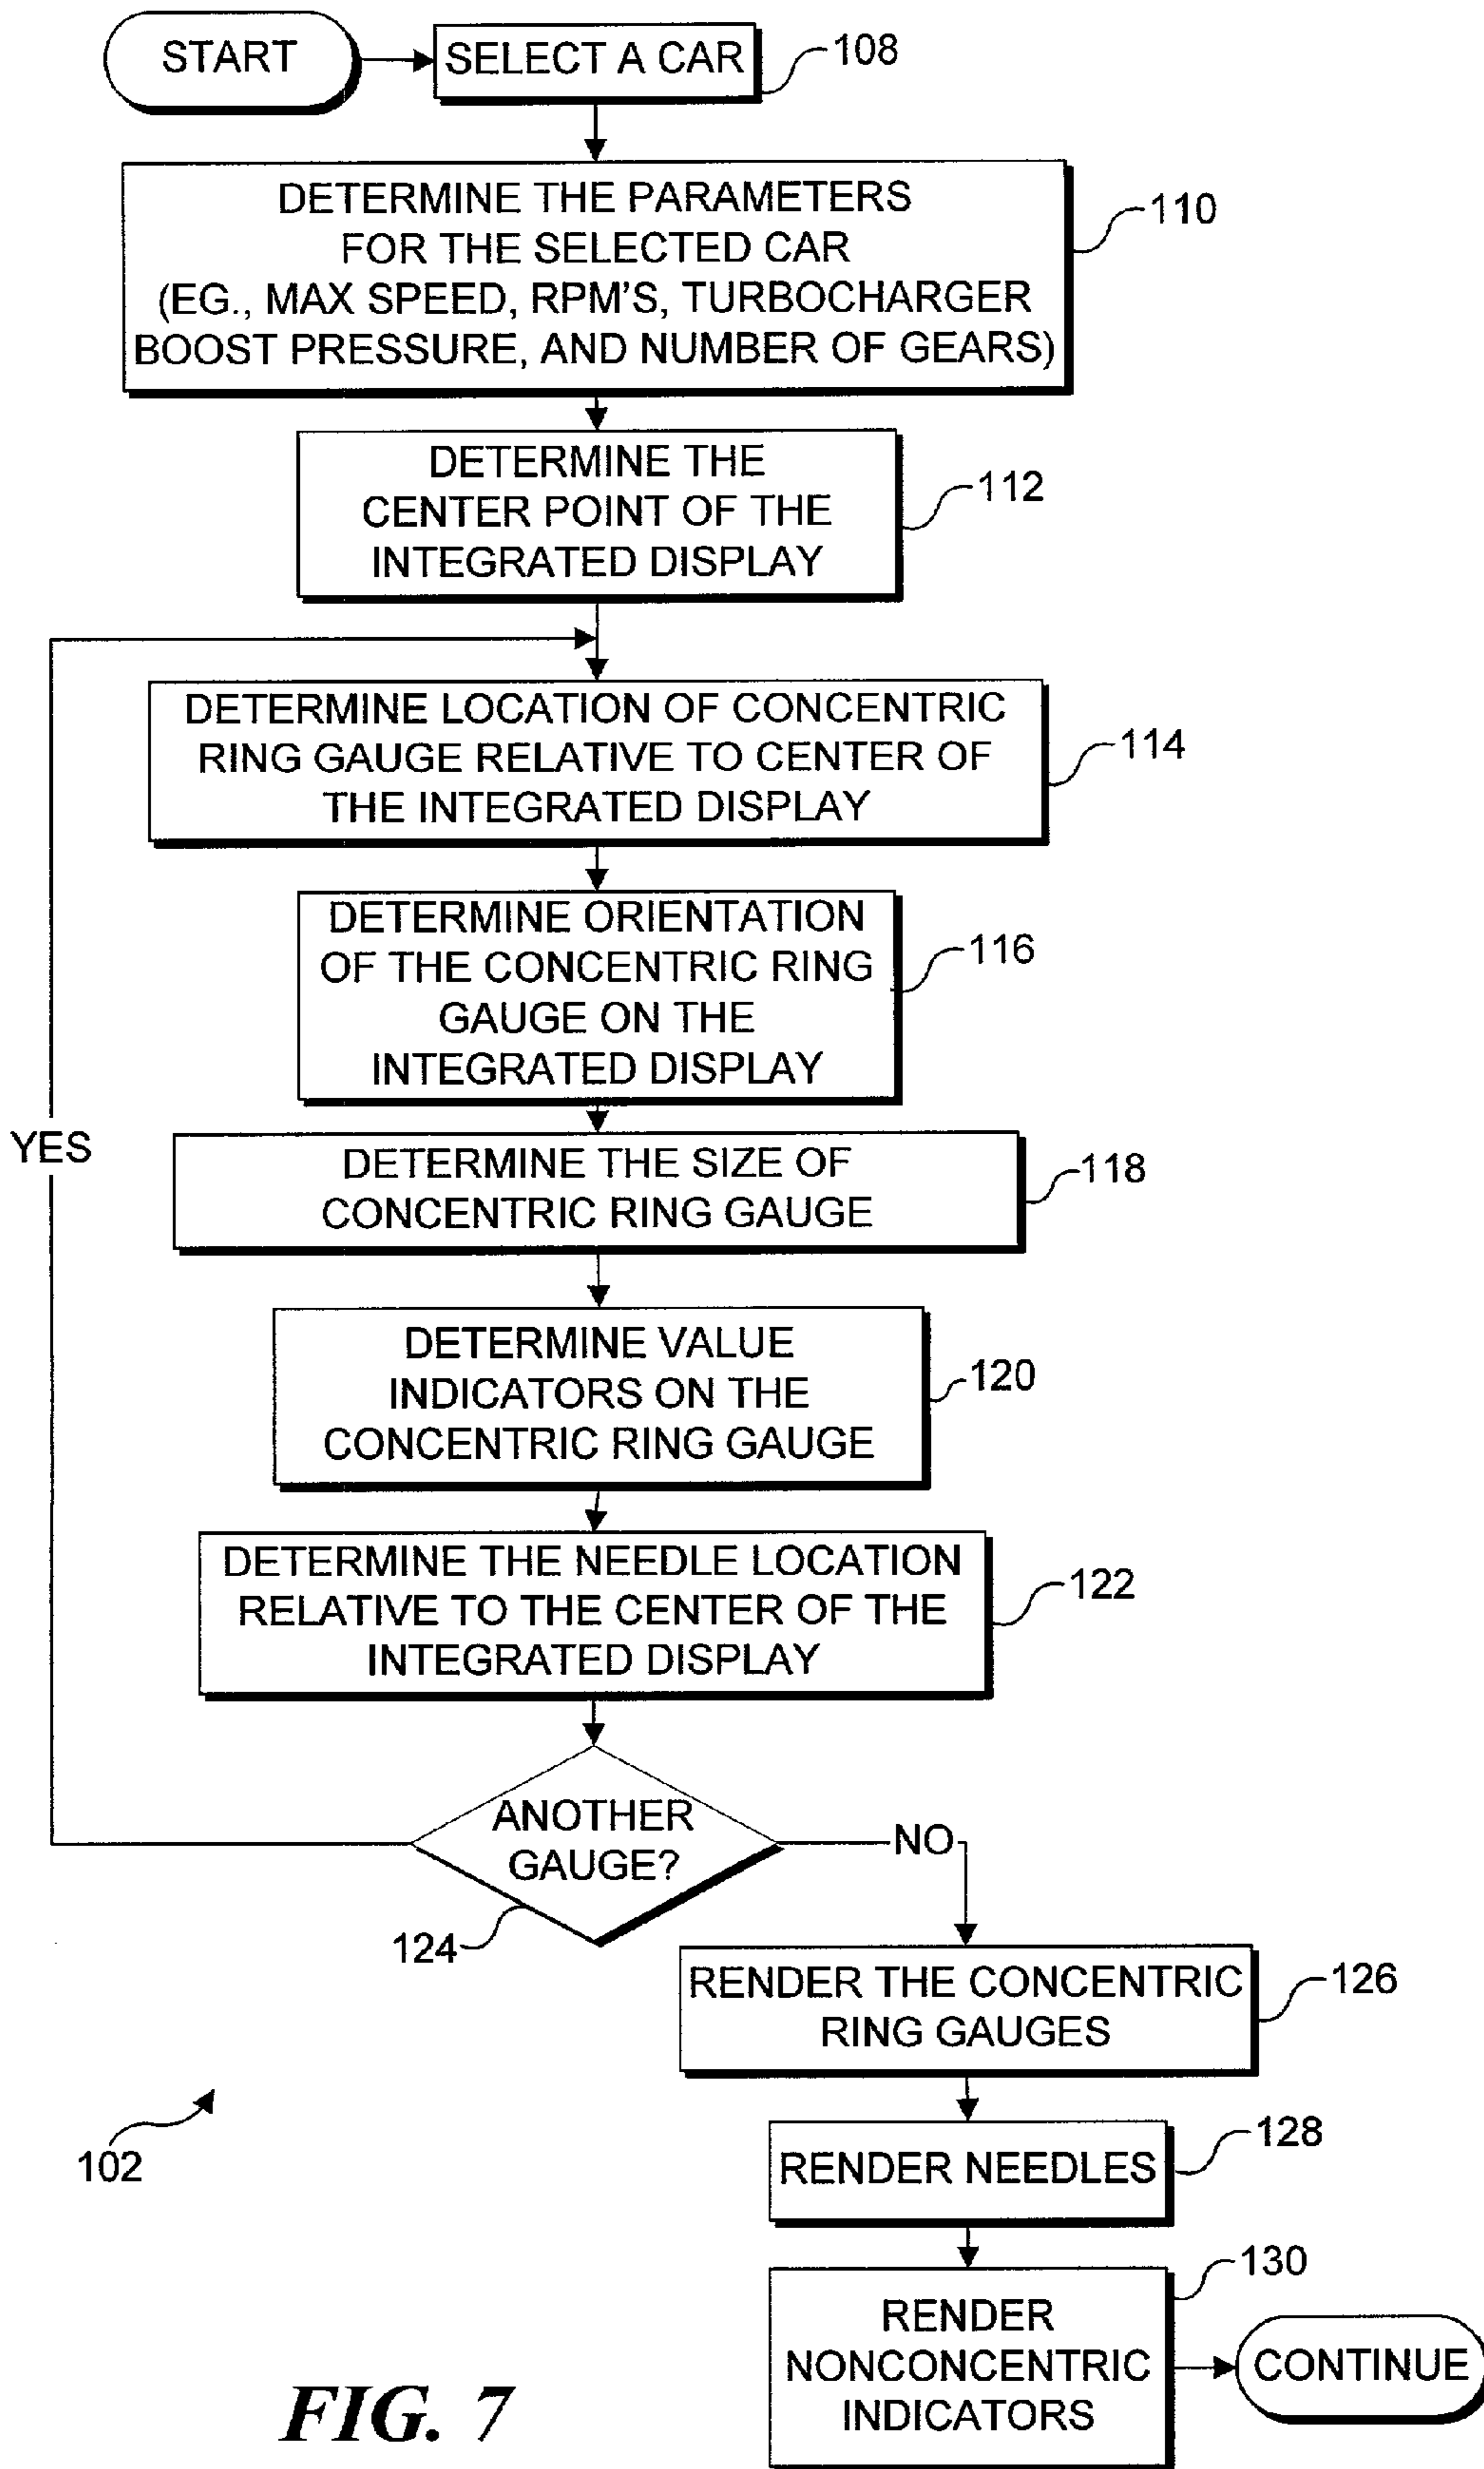 START
SELECT A CAR
108
DETERMINE THE PARAMETERS
FOR THE SELECTED CAR
(EG., MAX SPEED, RPM'S, TURBOCHARGER
BOOST PRESSURE, AND NUMBER OF GEARS)
110
DETERMINE THE
CENTER POINT OF THE
INTEGRATED DISPLAY
112
DETERMINE LOCATION OF CONCENTRIC
RING GAUGE RELATIVE TO CENTER OF
THE INTEGRATED DISPLAY
114
DETERMINE ORIENTATION
OF THE CONCENTRIC RING
GAUGE ON THE
INTEGRATED DISPLAY
116
YES
DETERMINE THE SIZE OF
CONCENTRIC RING GAUGE
118
DETERMINE VALUE
INDICATORS ON THE
CONCENTRIC RING GAUGE
120
DETERMINE THE NEEDLE LOCATION
RELATIVE TO THE CENTER OF THE
INTEGRATED DISPLAY
122
ANOTHER
GAUGE?
NO
124
RENDER THE CONCENTRIC
RING GAUGES
126
102
RENDER NEEDLES
128
RENDER
NONCONCENTRIC
INDICATORS
130
CONTINUE
FIG. 7